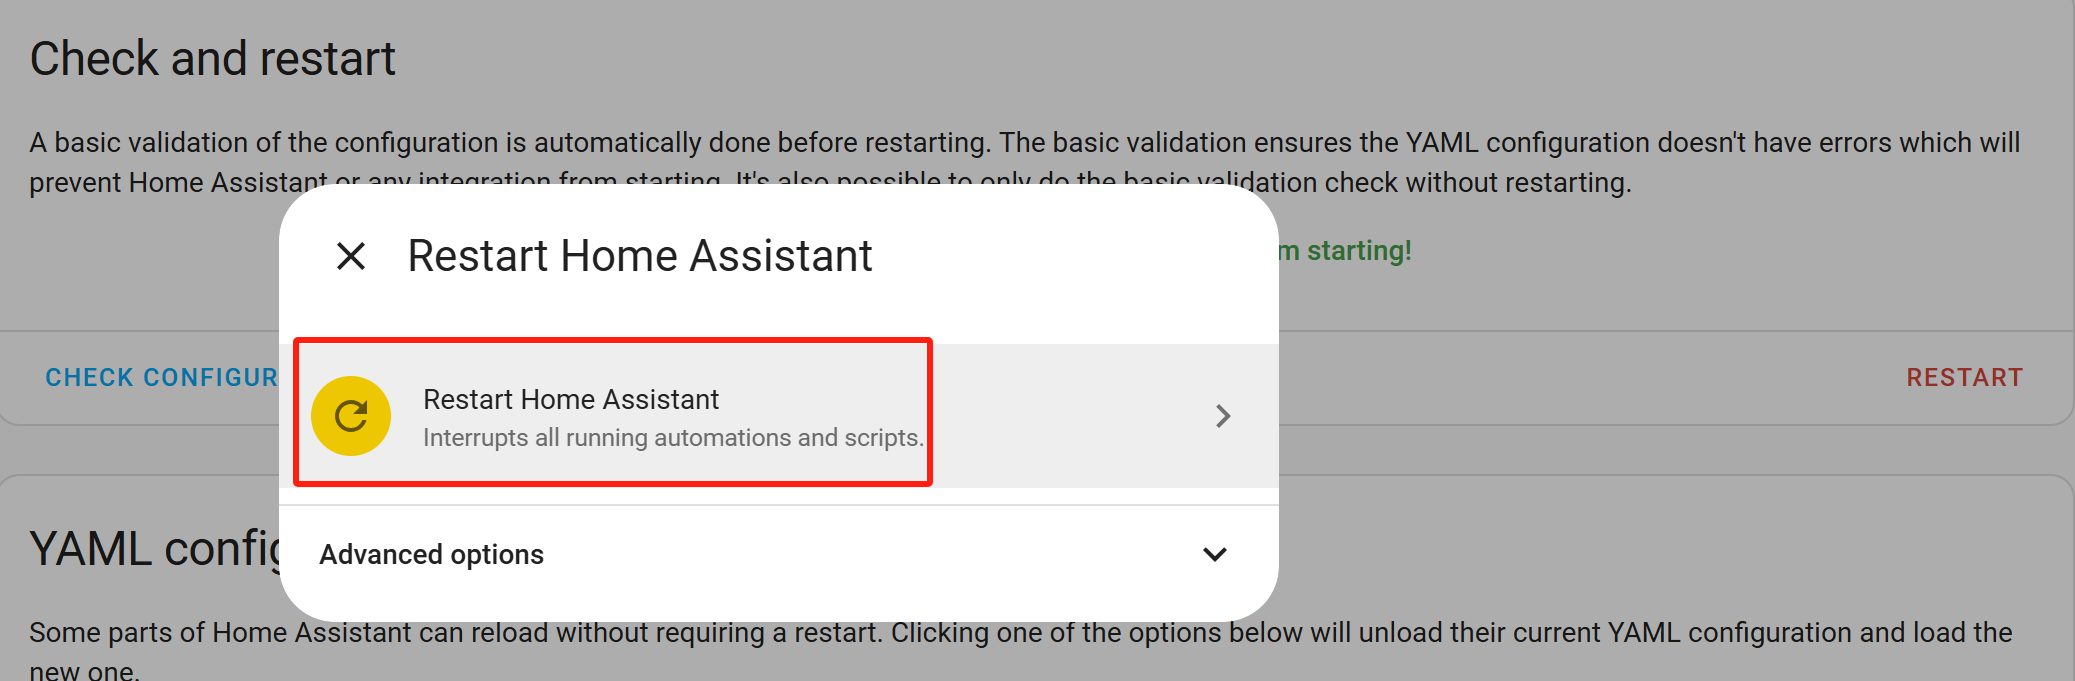 Check and restart
A basic validation of the configuration is automatically done before restarting. The basic validation ensures the YAML configuration doesn't have errors which will
prevent Home Assistant or any integration from starting. It's also possible to only do the basic validation check without restarting.
starting!
Restart Home Assistant
CHECK
RESTART
Restart Home Assistant
Interrupts all running automations and scripts.
YAML
Advanced options
Some parts of Home Assistant can reload without requiring a restart. Clicking one of the options below will unload their current YAML configuration and load the
new one.